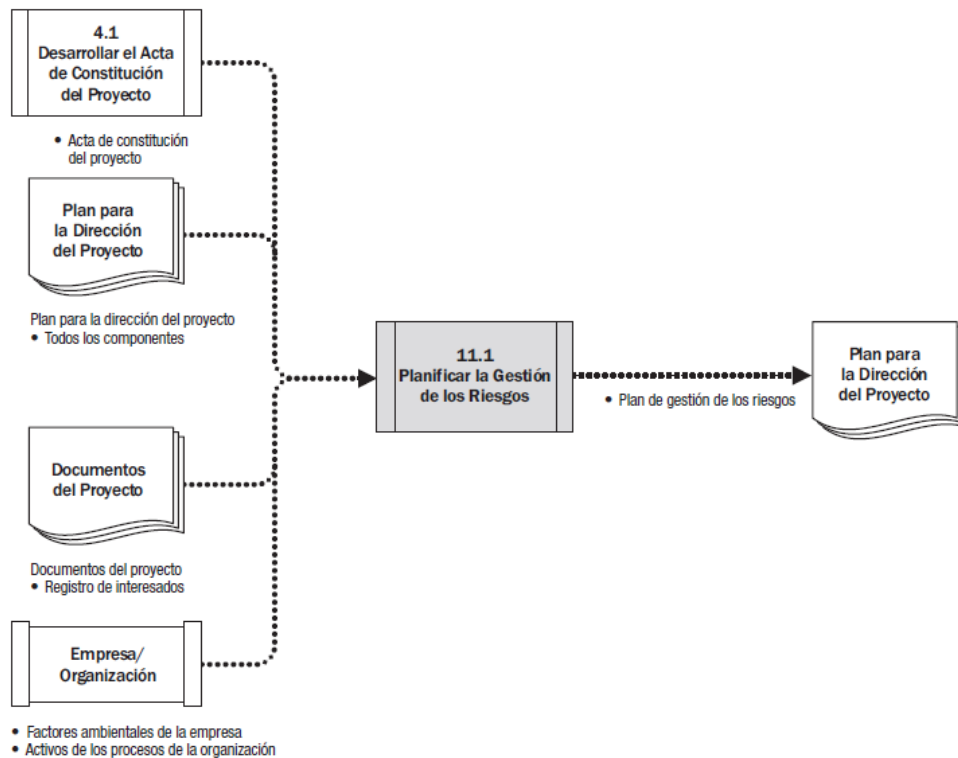 4.1
Desarrollar el Acta
de Constitución
del Proyecto
• Acta de constitución
del proyecto
Plan para
la Dirección
del Proyecto
Plan para la dirección del proyecto
• Todos los componentes
11.1
Planificar la Gestión
de los Riesgos
• Plan de gestión de los riesgos
Plan para
la Dirección
del Proyecto
Documentos
del Proyecto
Documentos del proyecto
• Registro de interesados
Empresa/
Organización
• Factores ambientales de la empresa
• Activos de los procesos de la organización